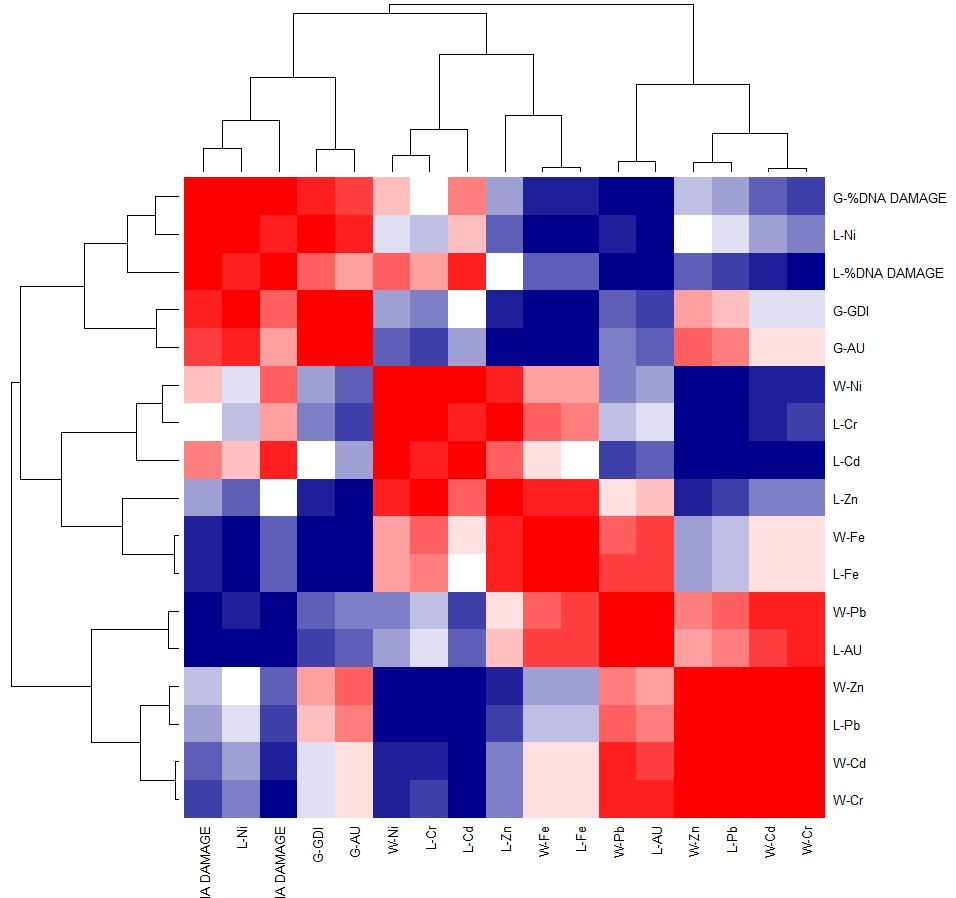 G-%DNA DAMAGE
L-Ni
L-%DNA DAMAGE
G-GDI
G-AU
W-Ni
L-Cr
L-Cd
L-Zn
W-Fe
L-Fe
W-Pb
L-AU
W-Zn
L-Pb
W-Cd
W-Cr
IA DAMAGE
L-Ni
IA DAMAGE
G-GDI
G-AU
W-Ni
L-Cr
L-Cd
L-Zn
W-Fe
L-Fe
W-Pb
L-AU
W-Zn
L-Pb
W-Cd
W-Cr